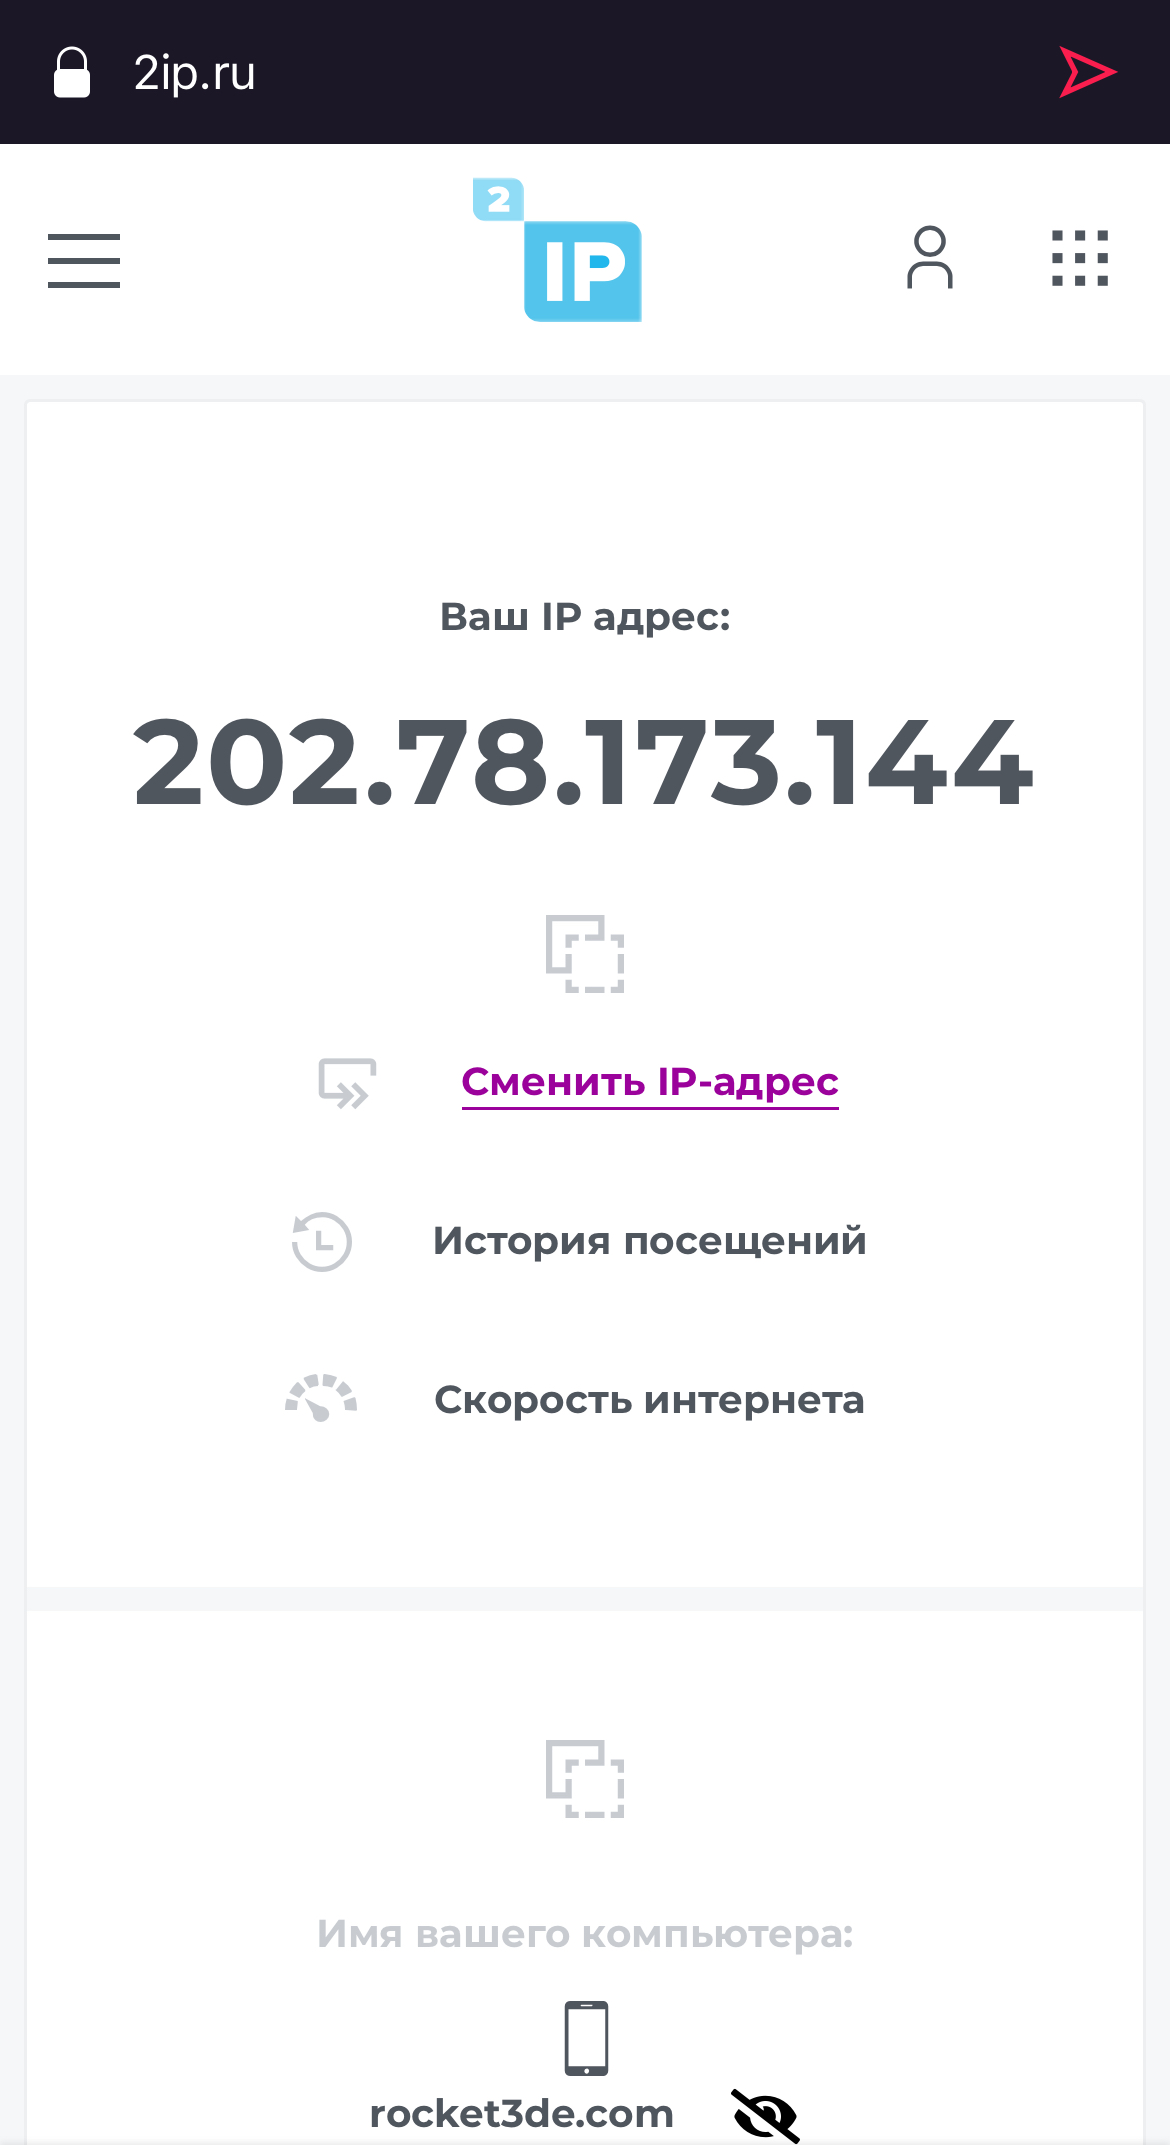 2ip.ru
2
IP
Ваш IP адрес:
202.78.173.144
Сменить IP-адрес
История посещений
Скорость интернета
Имя вашего компьютера:
rocket3de.com